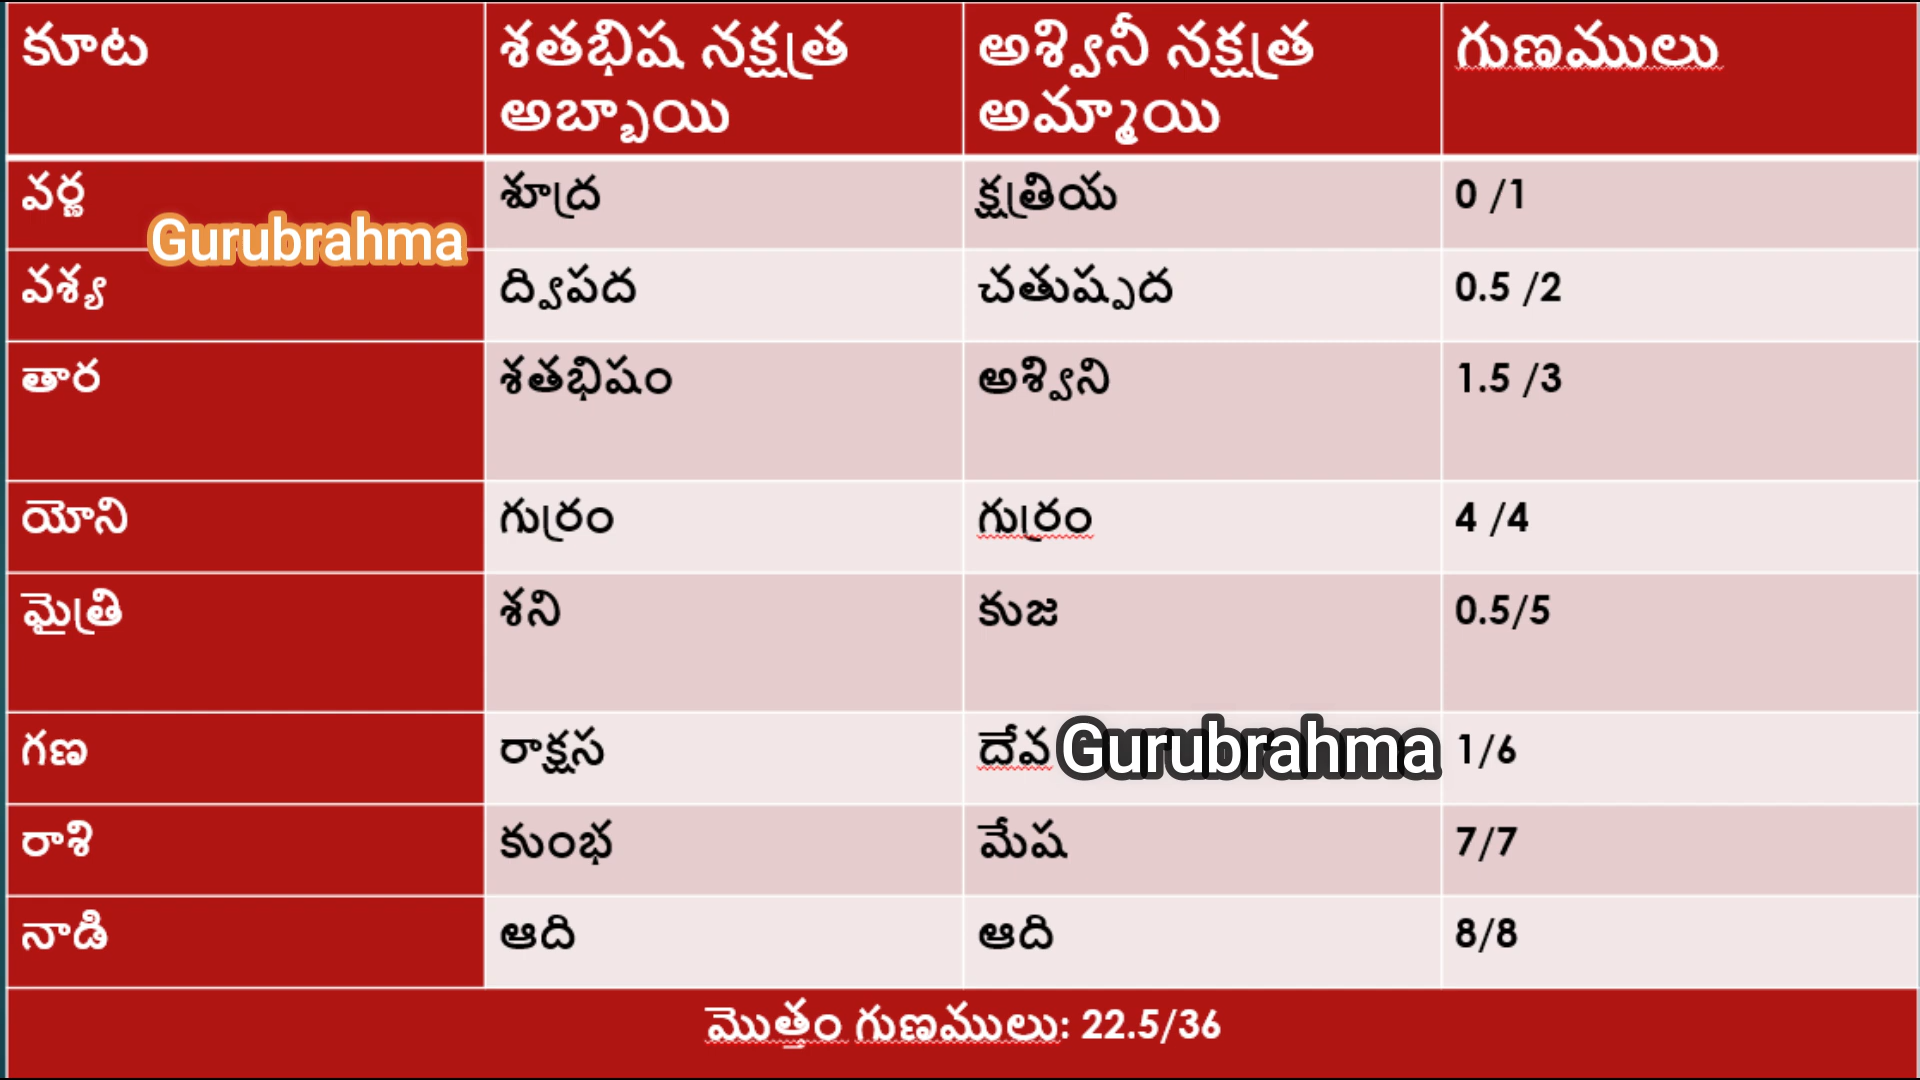 కూట
శతభిష నక్షత్ర
అబ్బాయి
అశ్వినీ నక్షత్ర
అమ్మాయి
గుణములు
వర్ణ
శూద్ర
క్షత్రియ
0 /1
Gurubrahma
వశ్య
ద్విపద
చతుష్పద
0.5 /2
తార
శతభిషం
అశ్విని
1.5 /3
యోని
గుర్రం
గుర్రం
4 /4
మైత్రి
శని
కుజ
0.5/5
గణ
రాక్షస
దేవ
Gurubrahma
1/6
రాశి
కుంభ
మేష
7/7
నాడి
ఆది
ఆది
8/8
మొత్తం గుణములు: 22.5/36